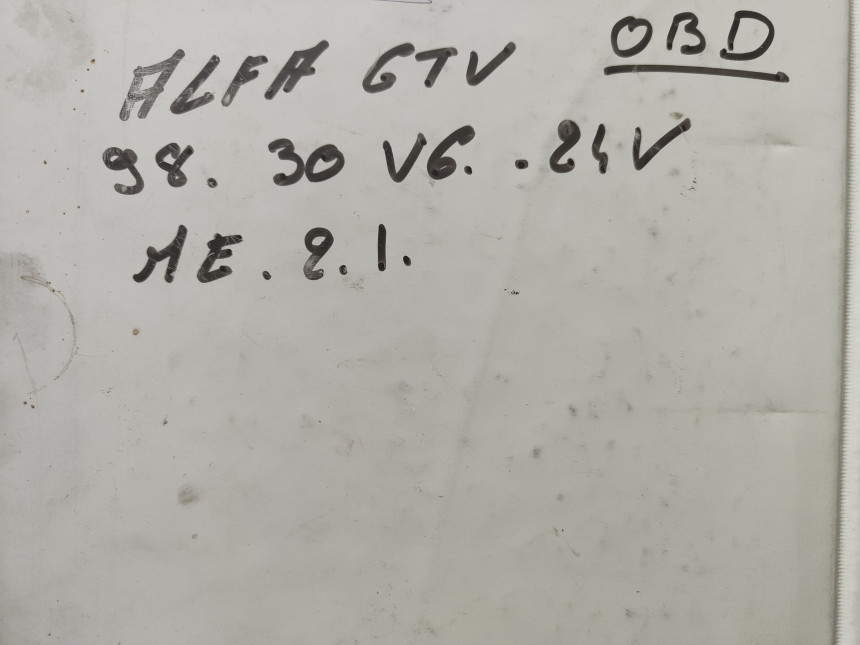 OBD
ALFA GTV
98. 30 V6. .24V
ME.2.1.